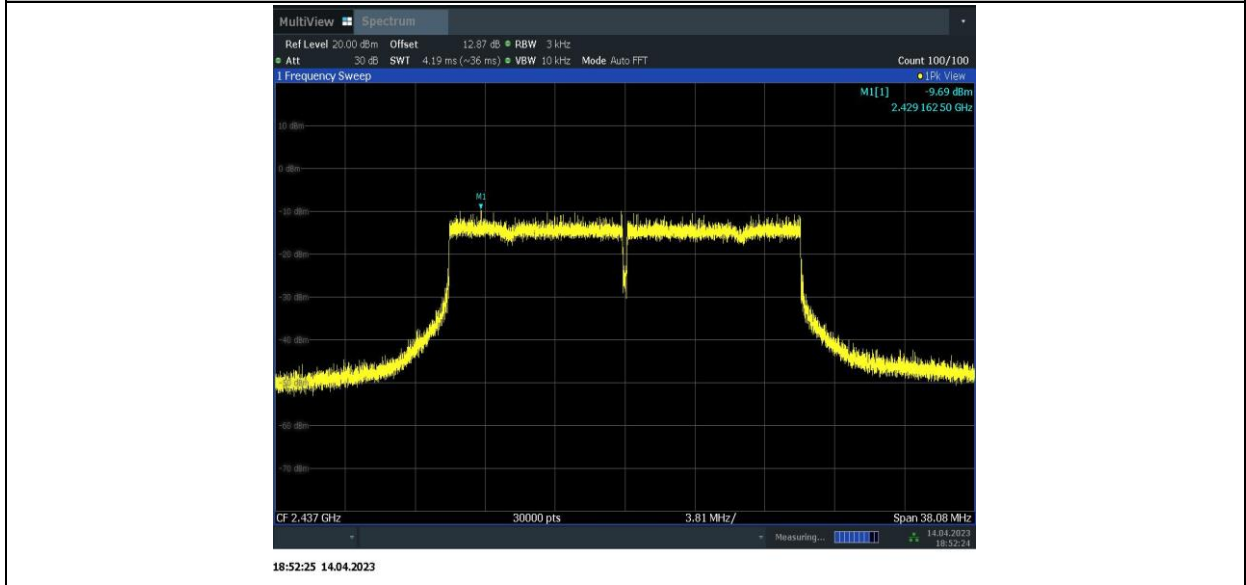 MultiView Spectrum
Ref Level 20.00 dBm Offset 12.87 dB RBW 3 kHz
Att 30 dB SWT 4.19 ms (~36 ms) VBW 10 kHz Mode Auto FFT Count 100/100
1 Frequency Sweep 1Pk View
M1[1] -9.69 dBm
2.429 162 50 GHz
10 dBm
0 dBm
M1
-10 dBm
-20 dBm
-30 dBm
-40 dBm
-50 dBm
-60 dBm
-70 dBm
CF 2.437 GHz 30000 pts 3.81 MHz/ Span 38.08 MHz
Measuring... 14.04.2023
18:52:24
18:52:25 14.04.2023